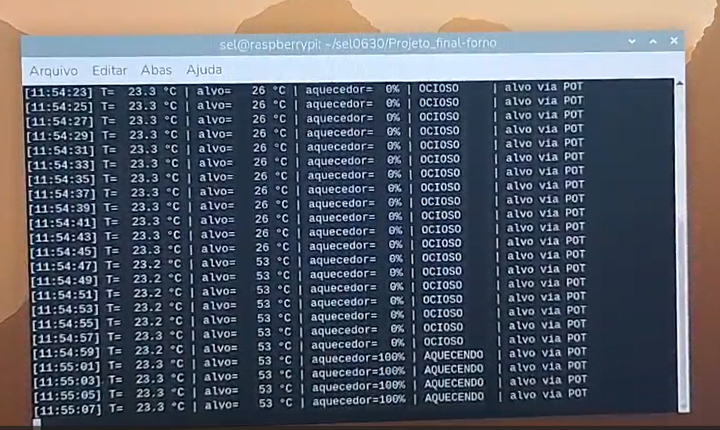 Arquivo Editar Abas Ajuda
sel@raspberrypi: ~/sel0630/Projeto_final-forno
[11:54:23] T= 23.3 °C | alvo= 26 °C | aquecedor= 0% | OCIOSO | alvo via POT
[11:54:25] T= 23.3 °C | alvo= 26 °C | aquecedor= 0% | OCIOSO | alvo via POT
[11:54:27] T= 23.3 °C | alvo= 26 °C | aquecedor= 0% | OCIOSO | alvo via POT
[11:54:29] T= 23.3 °C | alvo= 26 °C | aquecedor= 0% | OCIOSO | alvo via POT
[11:54:31] T= 23.3 °C | alvo= 26 °C | aquecedor= 0% | OCIOSO | alvo via POT
[11:54:33] T= 23.3 °C | alvo= 26 °C | aquecedor= 0% | OCIOSO | alvo via POT
[11:54:35] T= 23.3 °C | alvo= 26 °C | aquecedor= 0% | OCIOSO | alvo via POT
[11:54:37] T= 23.3 °C | alvo= 26 °C | aquecedor= 0% | OCIOSO | alvo via POT
[11:54:39] T= 23.3 °C | alvo= 26 °C | aquecedor= 0% | OCIOSO | alvo via POT
[11:54:41] T= 23.3 °C | alvo= 26 °C | aquecedor= 0% | OCIOSO | alvo via POT
[11:54:43] T= 23.3 °C | alvo= 26 °C | aquecedor= 0% | OCIOSO | alvo via POT
[11:54:45] T= 23.3 °C | alvo= 26 °C | aquecedor= 0% | OCIOSO | alvo via POT
[11:54:47] T= 23.2 °C | alvo= 53 °C | aquecedor= 0% | OCIOSO | alvo via POT
[11:54:49] T= 23.2 °C | alvo= 53 °C | aquecedor= 0% | OCIOSO | alvo via POT
[11:54:51] T= 23.2 °C | alvo= 53 °C | aquecedor= 0% | OCIOSO | alvo via POT
[11:54:53] T= 23.2 °C | alvo= 53 °C | aquecedor= 0% | OCIOSO | alvo via POT
[11:54:55] T= 23.2 °C | alvo= 53 °C | aquecedor= 0% | OCIOSO | alvo via POT
[11:54:57] T= 23.3 °C | alvo= 53 °C | aquecedor= 0% | OCIOSO | alvo via POT
[11:54:59] T= 23.2 °C | alvo= 53 °C | aquecedor= 0% | OCIOSO | alvo via POT
[11:55:01] T= 23.3 °C | alvo= 53 °C | aquecedor=100% | AQUECENDO | alvo via POT
[11:55:03] T= 23.3 °C | alvo= 53 °C | aquecedor=100% | AQUECENDO | alvo via POT
[11:55:05] T= 23.3 °C | alvo= 53 °C | aquecedor=100% | AQUECENDO | alvo via POT
[11:55:07] T= 23.3 °C | alvo= 53 °C | aquecedor=100% | AQUECENDO | alvo via POT